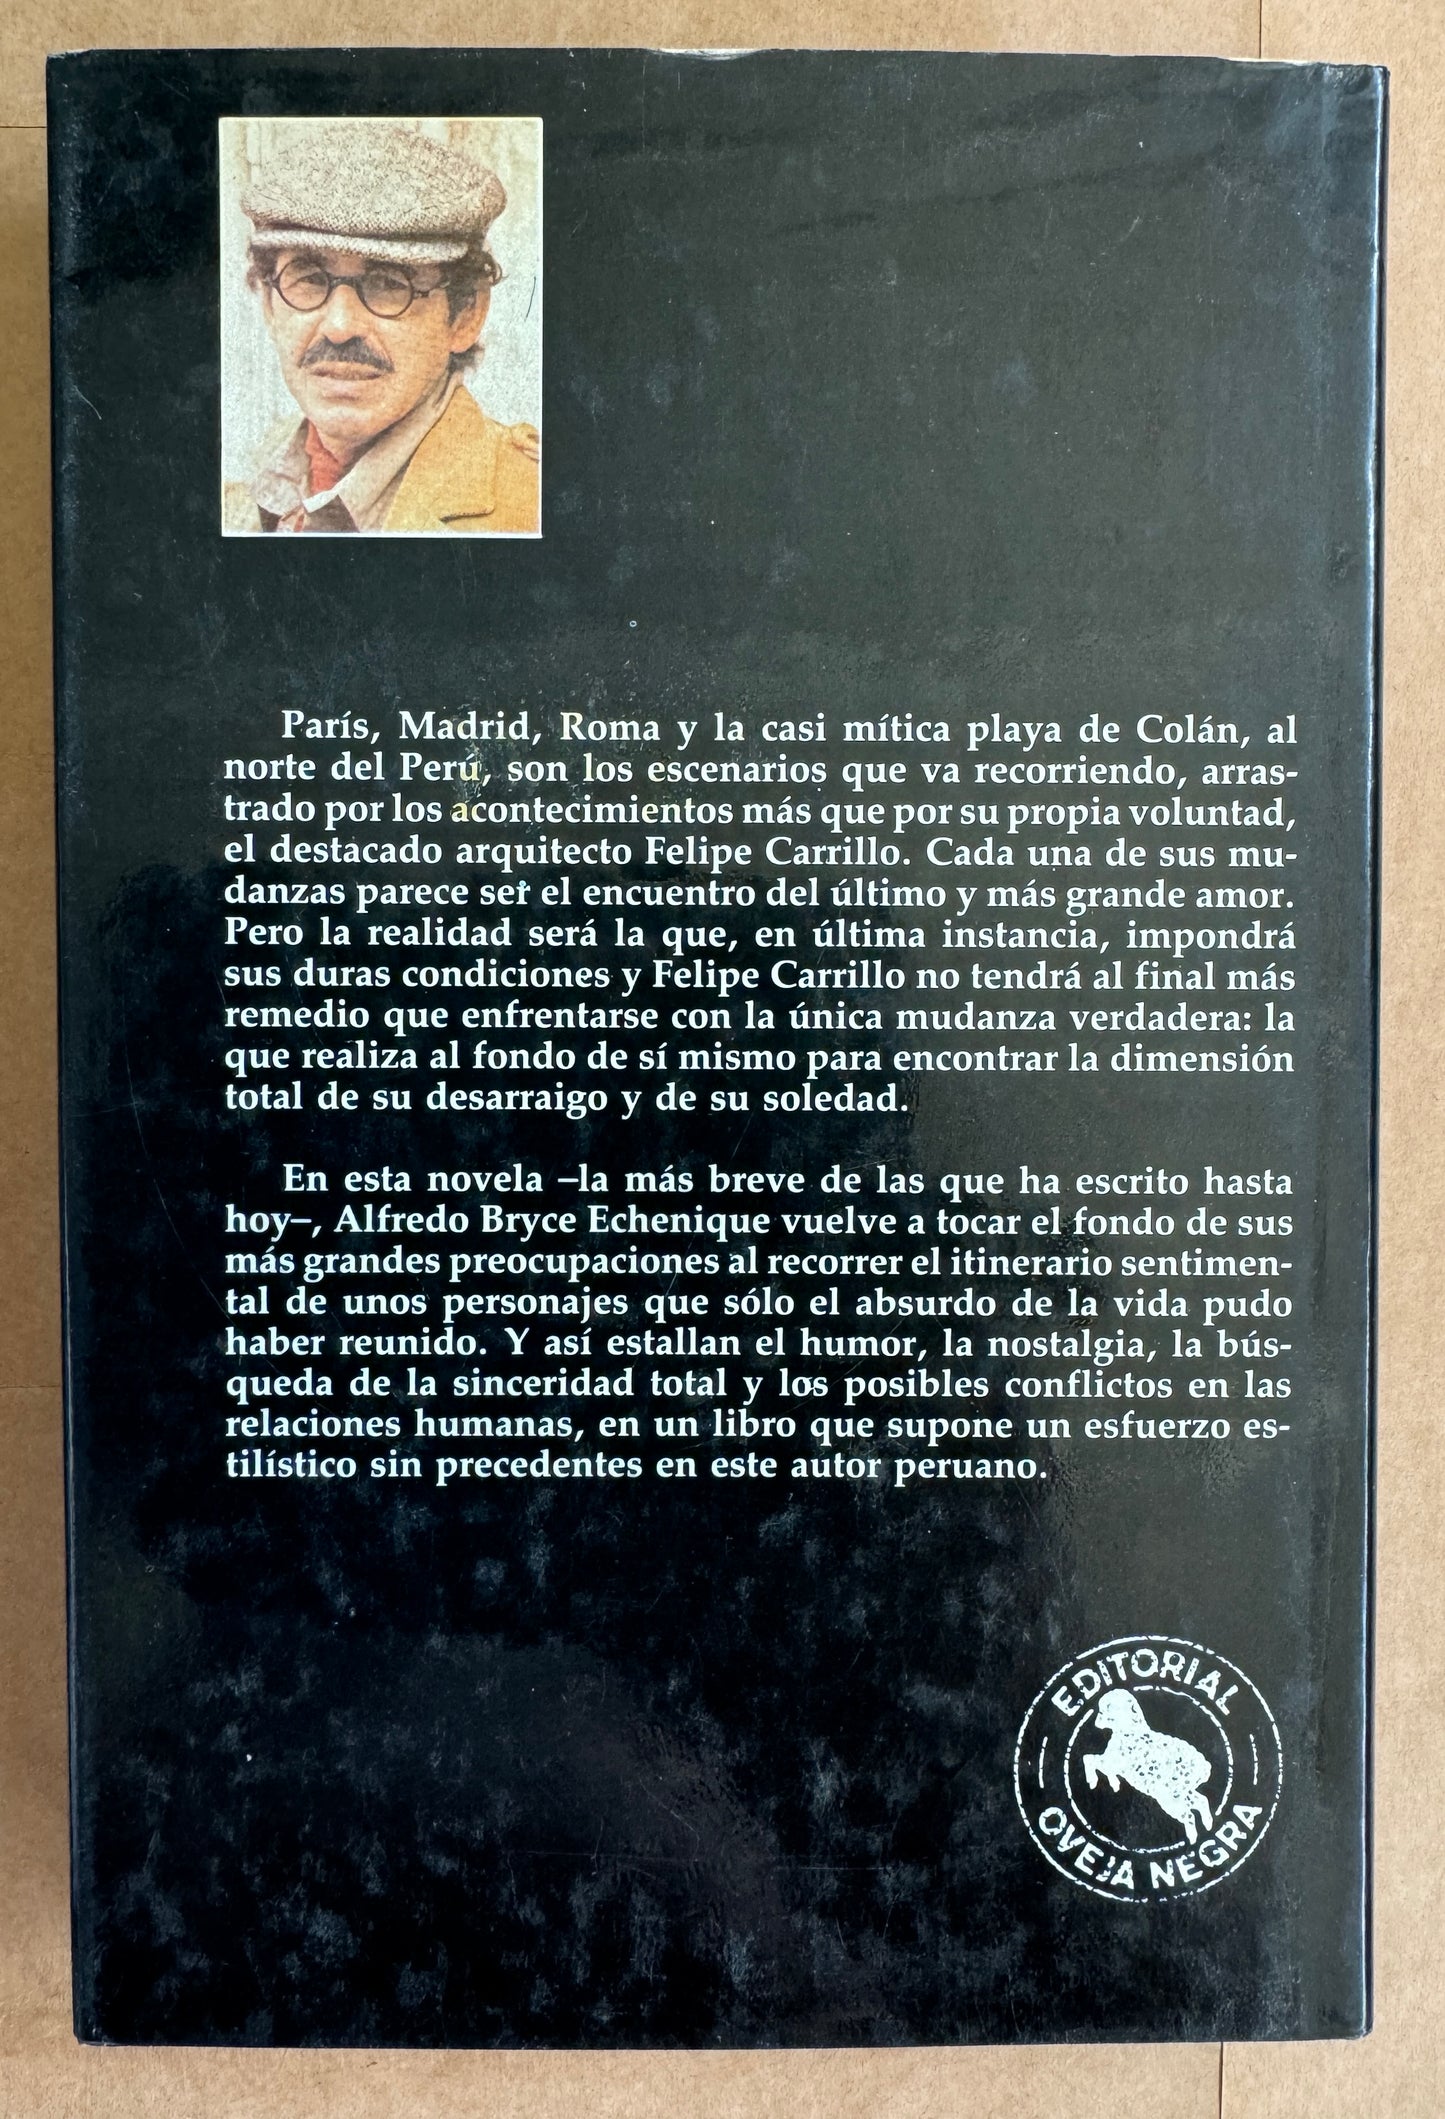 París, Madrid, Roma y la casi mítica playa de Colán, al
norte del Perú, son los escenarios que va recorriendo, arras-
trado por los acontecimientos más que por su propia voluntad,
el destacado arquitecto Felipe Carrillo. Cada una de sus mu-
danzas parece ser el encuentro del último y más grande amor.
Pero la realidad será la que, en última instancia, impondrá
sus duras condiciones y Felipe Carrillo no tendrá al final más
remedio que enfrentarse con la única mudanza verdadera: la
que realiza al fondo de sí mismo para encontrar la dimensión
total de su desarraigo y de su soledad.
En esta novela –la más breve de las que ha escrito hasta
hoy–, Alfredo Bryce Echenique vuelve a tocar el fondo de sus
más grandes preocupaciones al recorrer el itinerario sentimen-
tal de unos personajes que sólo el absurdo de la vida pudo
haber reunido. Y así estallan el humor, la nostalgia, la bús-
queda de la sinceridad total y los posibles conflictos en las
relaciones humanas, en un libro que supone un esfuerzo es-
tilístico sin precedentes en este autor peruano.
EDITORIAL
OVEJA NEGRA